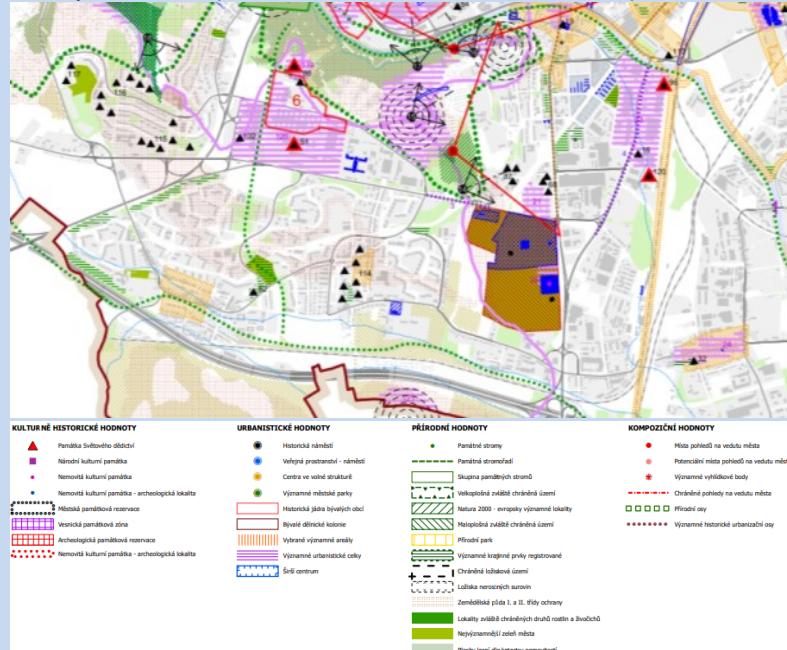 117
116
115
6
51
114
120
32
KULTURNĚ HISTORICKÉ HODNOTY
Památka Světového dědictví
Národní kulturní památka
Nemovitá kulturní památka
Nemovitá kulturní památka - archeologická lokalita
Městská památková rezervace
Vesnická památková zóna
Archeologická památková rezervace
Nemovitá kulturní památka - archeologická lokalita
URBANISTICKÉ HODNOTY
Historická náměstí
Veřejná prostranství - náměstí
Centra ve volné struktuře
Významné městské parky
Historická jádra bývalých obcí
Bývalé dělnické kolonie
Vybrané významné areály
Významné urbanistické celky
Širší centrum
PŘÍRODNÍ HODNOTY
Památné stromy
Památná stromořadí
Skupina památných stromů
Velkoplošná zvláště chráněné území
Natura 2000 - evropsky významné lokality
Maloplošná zvláště chráněné území
Přírodní park
Významné krajinné prvky registrované
Chráněná ložisková území
Ložiska nerostných surovin
Zemědělská půda I. a II. třídy ochrany
Lokality zvláště chráněných druhů rostlin a živočichů
Nejvýznamnější zeleň města
KOMPOZIČNÍ HODNOTY
Místa pohledů na vedutu města
Potenciální místa pohledů na vedutu měst
Významné vyhlídkové body
Chráněné pohledy na vedutu města
Přírodní osy
Významné historické urbanizační osy